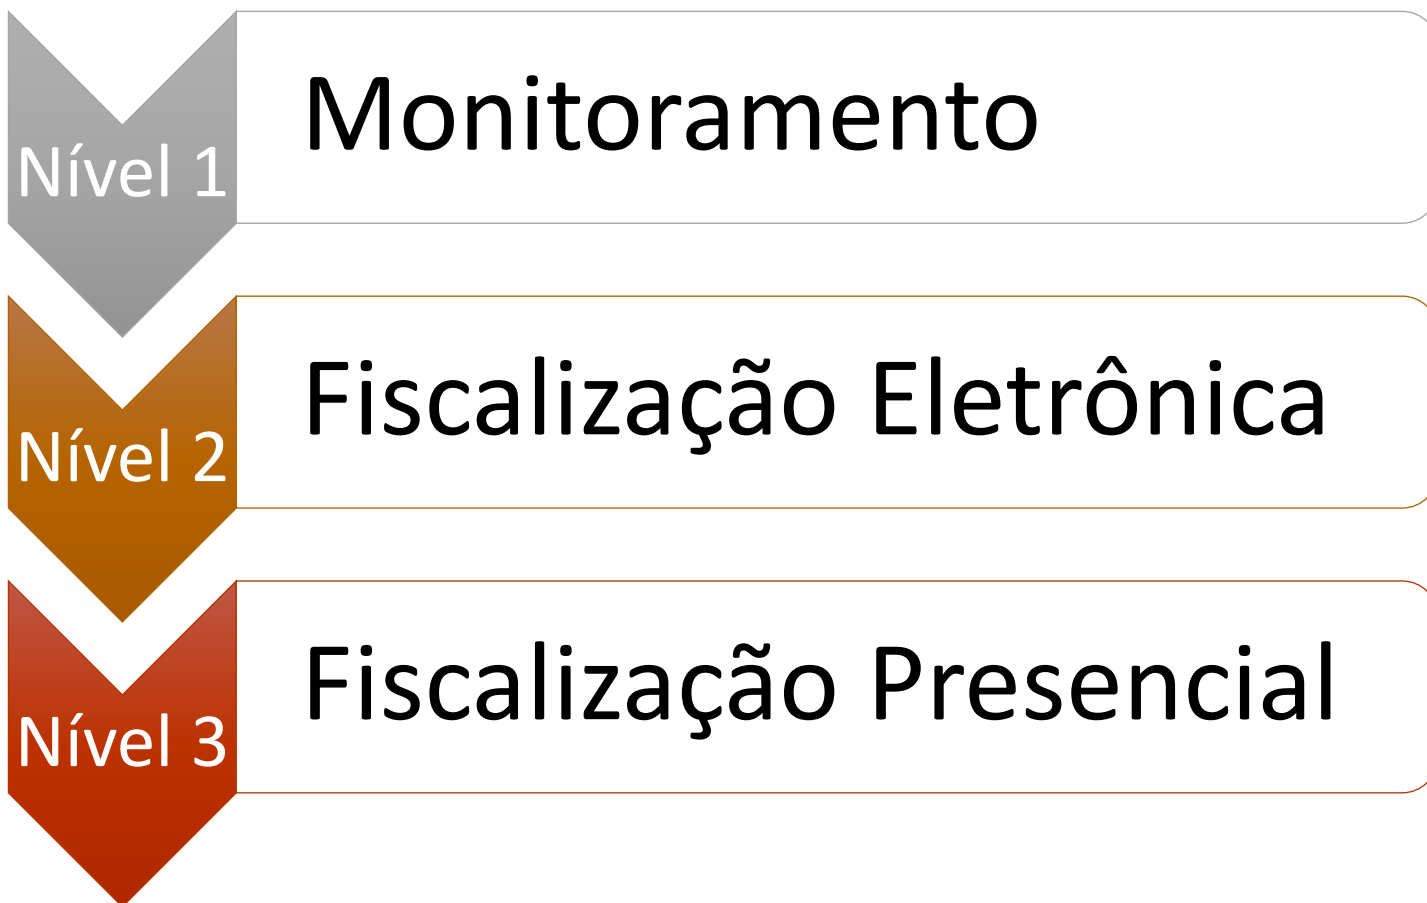 Nível 1
Monitoramento
Nível 2
Fiscalização Eletrônica
Nível 3
Fiscalização Presencial